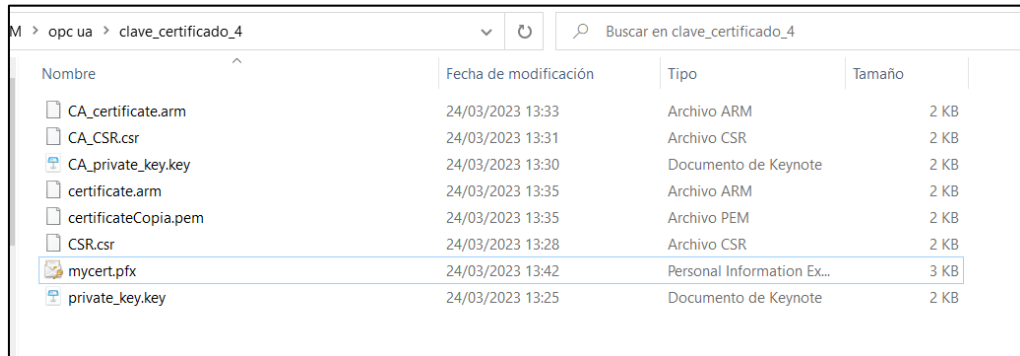 M > opc ua > clave_certificado_4 Buscar en clave_certificado_4
Nombre Fecha de modificación Tipo Tamaño
CA_certificate.arm 24/03/2023 13:33 Archivo ARM 2 KB
CA_CSR.csr 24/03/2023 13:31 Archivo CSR 2 KB
CA_private_key.key 24/03/2023 13:30 Documento de Keynote 2 KB
certificate.arm 24/03/2023 13:35 Archivo ARM 2 KB
certificateCopia.pem 24/03/2023 13:35 Archivo PEM 2 KB
CSR.csr 24/03/2023 13:28 Archivo CSR 2 KB
mycert.pfx 24/03/2023 13:42 Personal Information Ex... 3 KB
private_key.key 24/03/2023 13:25 Documento de Keynote 2 KB